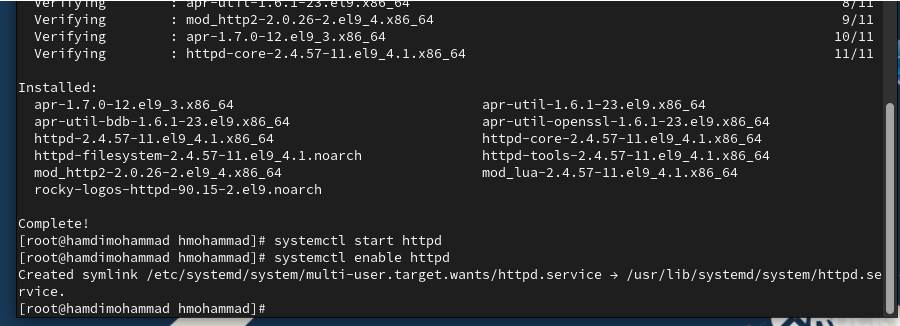 Verifying : apr-util-1.6.1-23.el9.x86_64 8/11
Verifying : mod_http2-2.0.26-2.el9_4.x86_64 9/11
Verifying : apr-1.7.0-12.el9_3.x86_64 10/11
Verifying : httpd-core-2.4.57-11.el9_4.1.x86_64 11/11
Installed:
apr-1.7.0-12.el9_3.x86_64 apr-util-1.6.1-23.el9.x86_64
apr-util-bdb-1.6.1-23.el9.x86_64 apr-util-openssl-1.6.1-23.el9.x86_64
httpd-2.4.57-11.el9_4.1.x86_64 httpd-core-2.4.57-11.el9_4.1.x86_64
httpd-filesystem-2.4.57-11.el9_4.1.noarch httpd-tools-2.4.57-11.el9_4.1.x86_64
mod_http2-2.0.26-2.el9_4.x86_64 mod_lua-2.4.57-11.el9_4.1.x86_64
rocky-logos-httpd-90.15-2.el9.noarch
Complete!
[root@hamdimohammad hmohammad]# systemctl start httpd
[root@hamdimohammad hmohammad]# systemctl enable httpd
Created symlink /etc/systemd/system/multi-user.target.wants/httpd.service → /usr/lib/systemd/system/httpd.se
rvice.
[root@hamdimohammad hmohammad]#